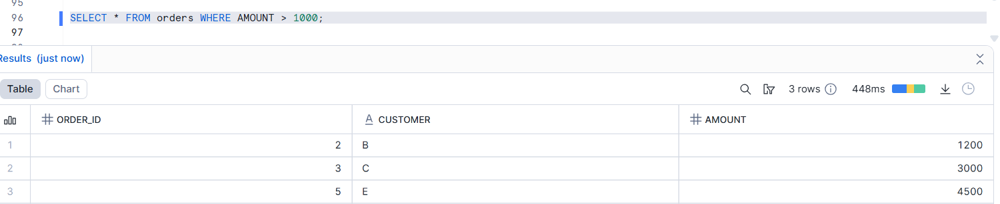 95
96 SELECT * FROM orders WHERE AMOUNT > 1000;
97
Results (just now)
Table Chart 3 rows 448ms
ORDER_ID CUSTOMER AMOUNT
1 2 B 1200
2 3 C 3000
3 5 E 4500